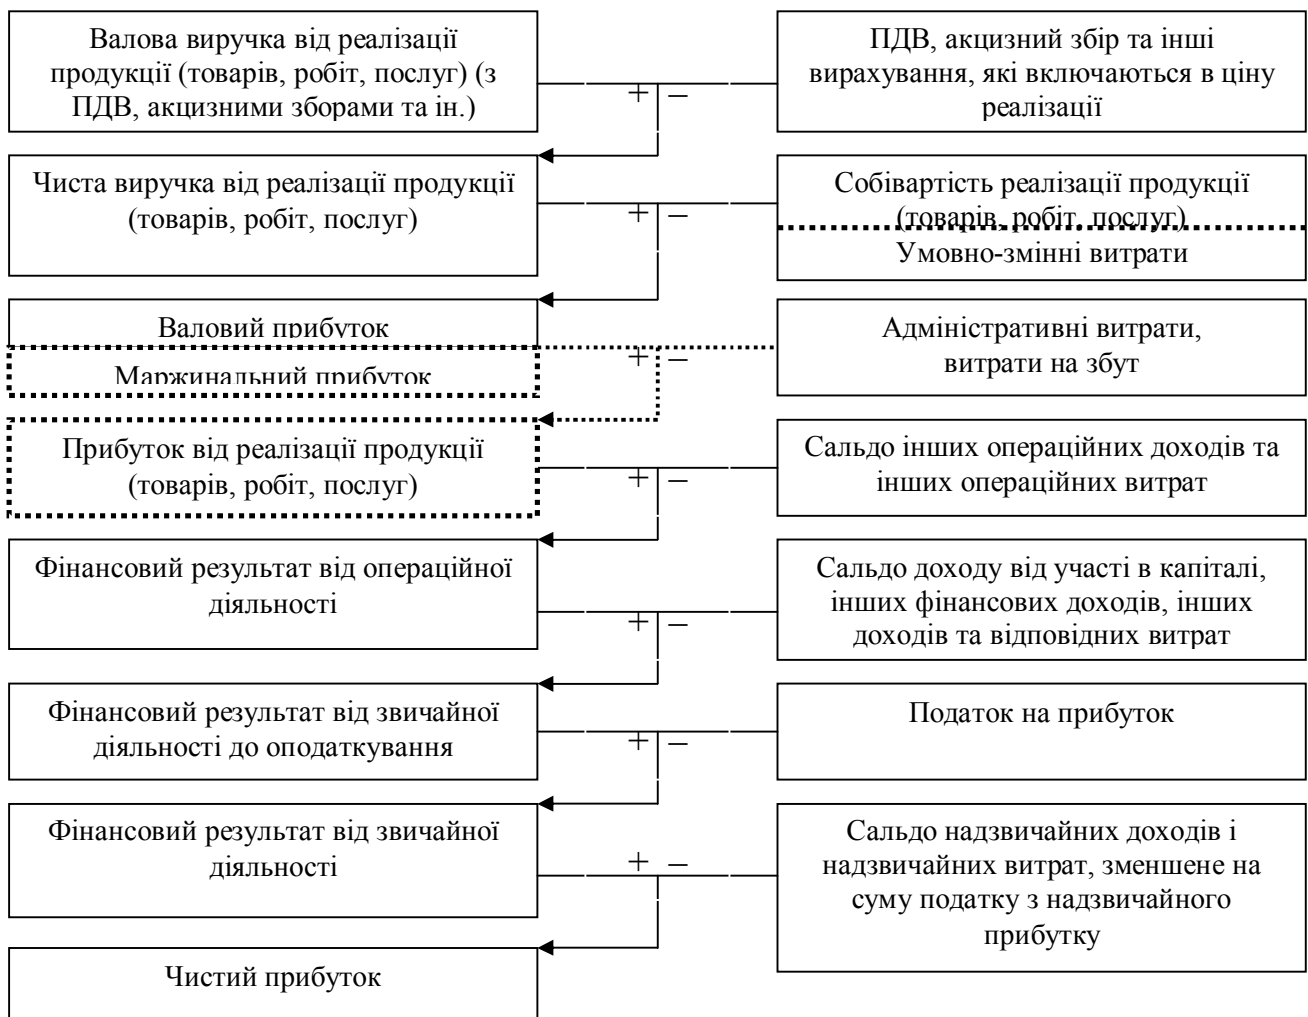 Валова виручка від реалізації
продукції (товарів, робіт, послуг) (з
ПДВ, акцизними зборами та ін.)
+ –
ПДВ, акцизний збір та інші
вирахування, які включаються в ціну
реалізації
Чиста виручка від реалізації продукції
(товарів, робіт, послуг)
+ –
Собівартість реалізації продукції
(товарів, робіт, послуг)
Умовно-змінні витрати
Валовий прибуток
Маржинальний прибуток
+ –
Адміністративні витрати,
витрати на збут
Прибуток від реалізації продукції
(товарів, робіт, послуг)
+ –
Сальдо інших операційних доходів та
інших операційних витрат
Фінансовий результат від операційної
діяльності
+ –
Сальдо доходу від участі в капіталі,
інших фінансових доходів, інших
доходів та відповідних витрат
Фінансовий результат від звичайної
діяльності до оподаткування
+ –
Податок на прибуток
Фінансовий результат від звичайної
діяльності
+ –
Сальдо надзвичайних доходів і
надзвичайних витрат, зменшене на
суму податку з надзвичайного
прибутку
Чистий прибуток